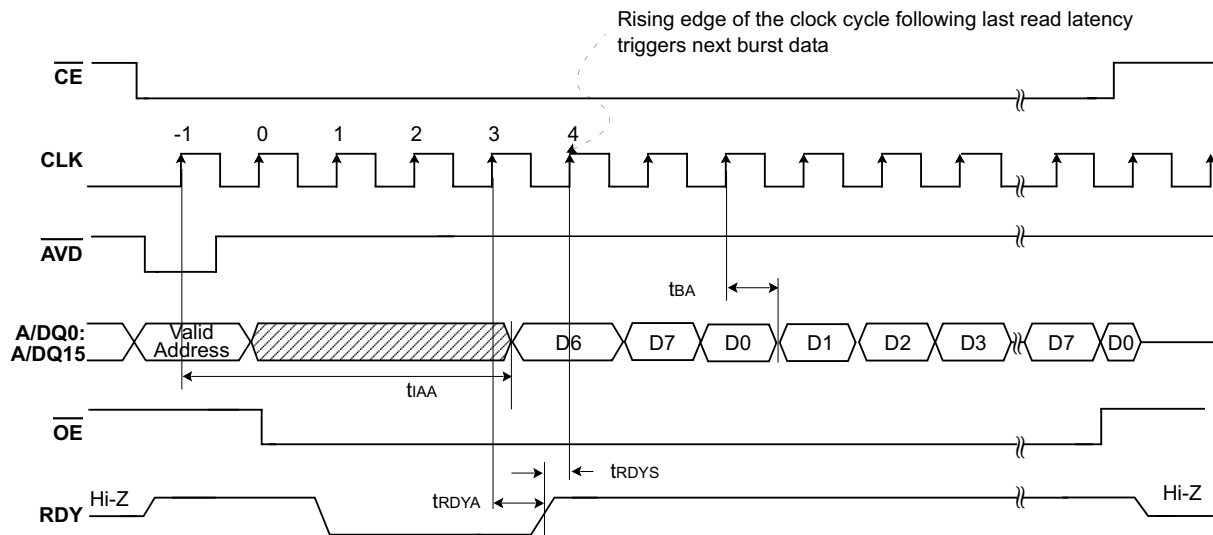 Rising edge of the clock cycle following last read latency
triggers next burst data
CE
-1 0 1 2 3 4
CLK
AVD
tBA
A/DQ0:
A/DQ15
Valid
Address
D6 D7 D0 D1 D2 D3 D7 D0
tIAA
OE
tRDYS
tRDYA
Hi-Z
RDY
Hi-Z